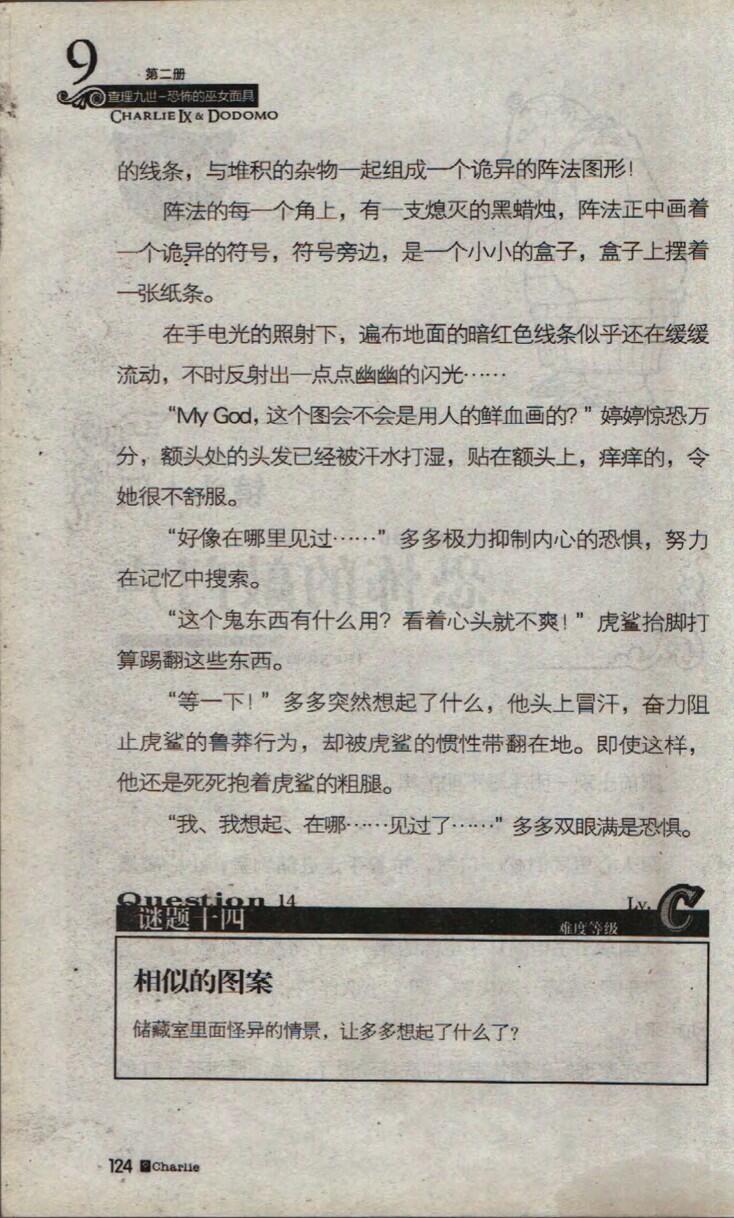 9
第二册
查理九世-恐怖的巫女面具
CHARLIE IX & DODOMO
的线条，与堆积的杂物一起组成一个诡异的阵法图形！
阵法的每一个角上，有一支熄灭的黑蜡烛，阵法正中画着
一个诡异的符号，符号旁边，是一个小小的盒子，盒子上摆着
一张纸条。
在手电光的照射下，遍布地面的暗红色线条似乎还在缓缓
流动，不时反射出一点点幽幽的闪光……
“My God，这个图会不会是用人的鲜血画的？”婷婷惊恐万
分，额头处的头发已经被汗水打湿，贴在额头上，痒痒的，令
她很不舒服。
“好像在哪里见过……”多多极力抑制内心的恐惧，努力
在记忆中搜索。
“这个鬼东西有什么用？看着心头就不爽！”虎鲨抬脚打
算踢翻这些东西。
“等一下！”多多突然想起了什么，他头上冒汗，奋力阻
止虎鲨的鲁莽行为，却被虎鲨的惯性带翻在地。即使这样，
他还是死死抱着虎鲨的粗腿。
“我、我想起、在哪……见过了……”多多双眼满是恐惧。
Question 14 Lv. C
谜题十四 难度等级
相似的图案
储藏室里面怪异的情景，让多多想起了什么了？
124 Charlie